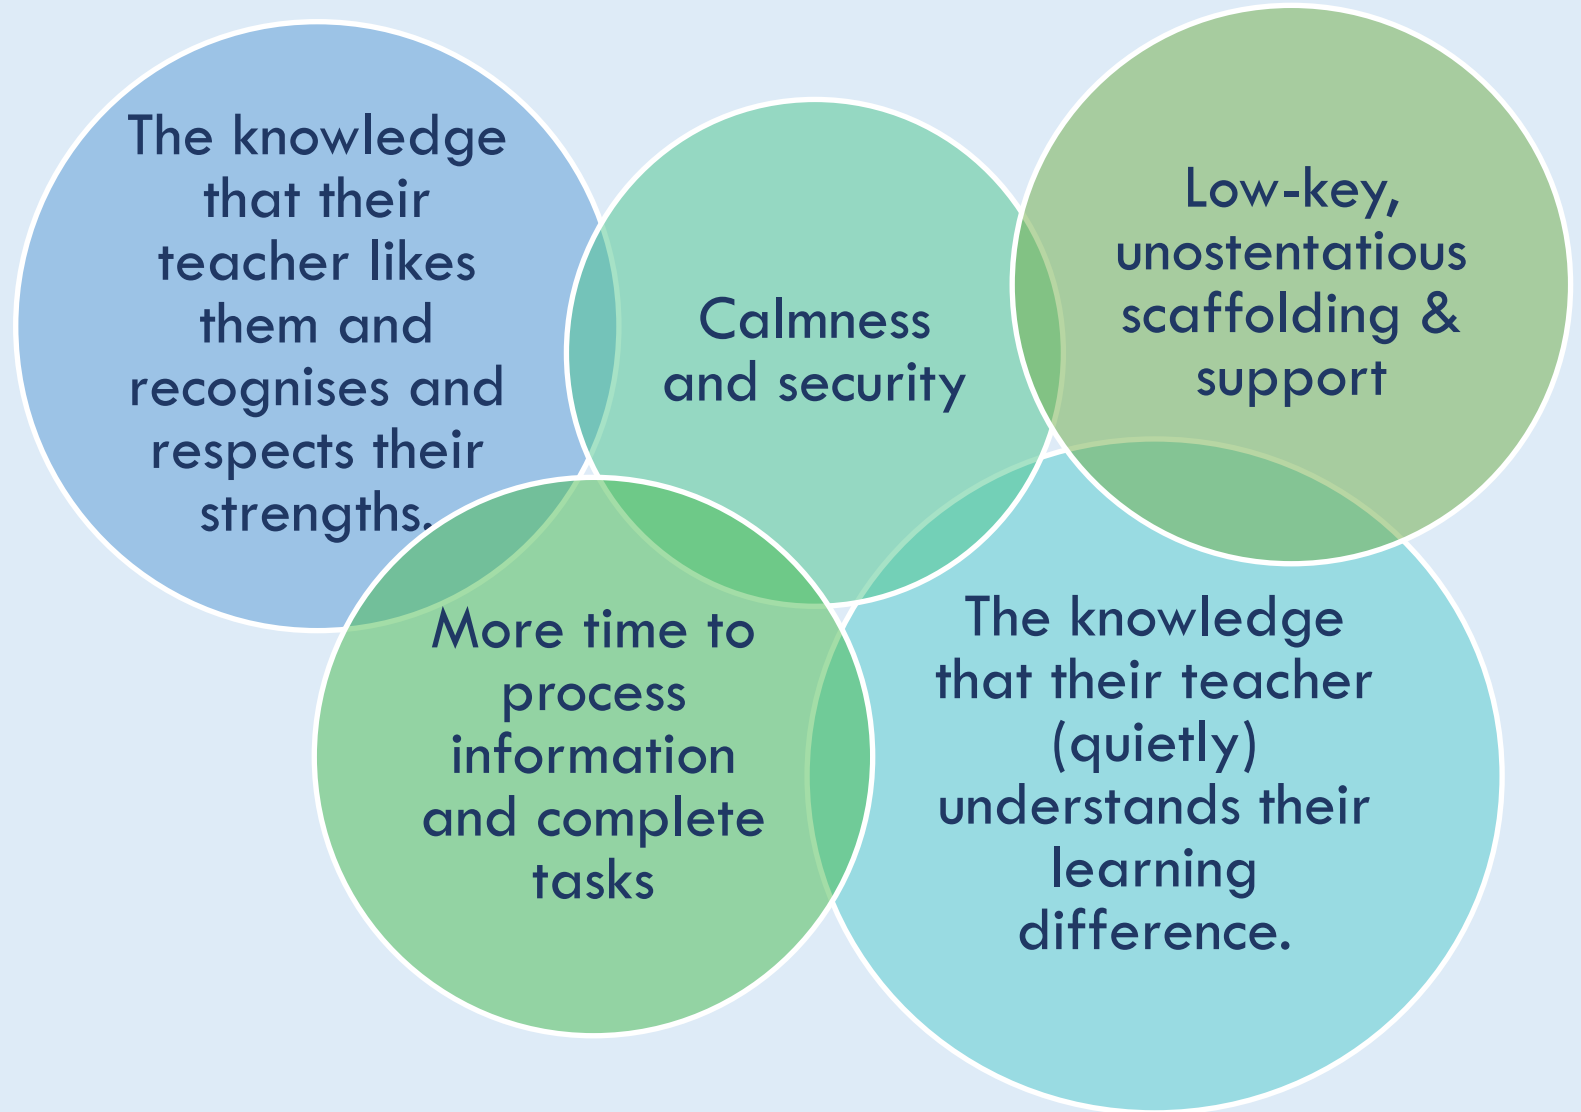 The knowledge
that their
teacher likes
them and
recognises and
respects their
strengths.
Calmness
and security
Low-key,
unostentatious
scaffolding &
support
More time to
process
information
and complete
tasks
The knowledge
that their teacher
(quietly)
understands their
learning
difference.